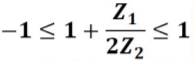 −1 ≤ 1 + Z₁/2Z₂ ≤ 1